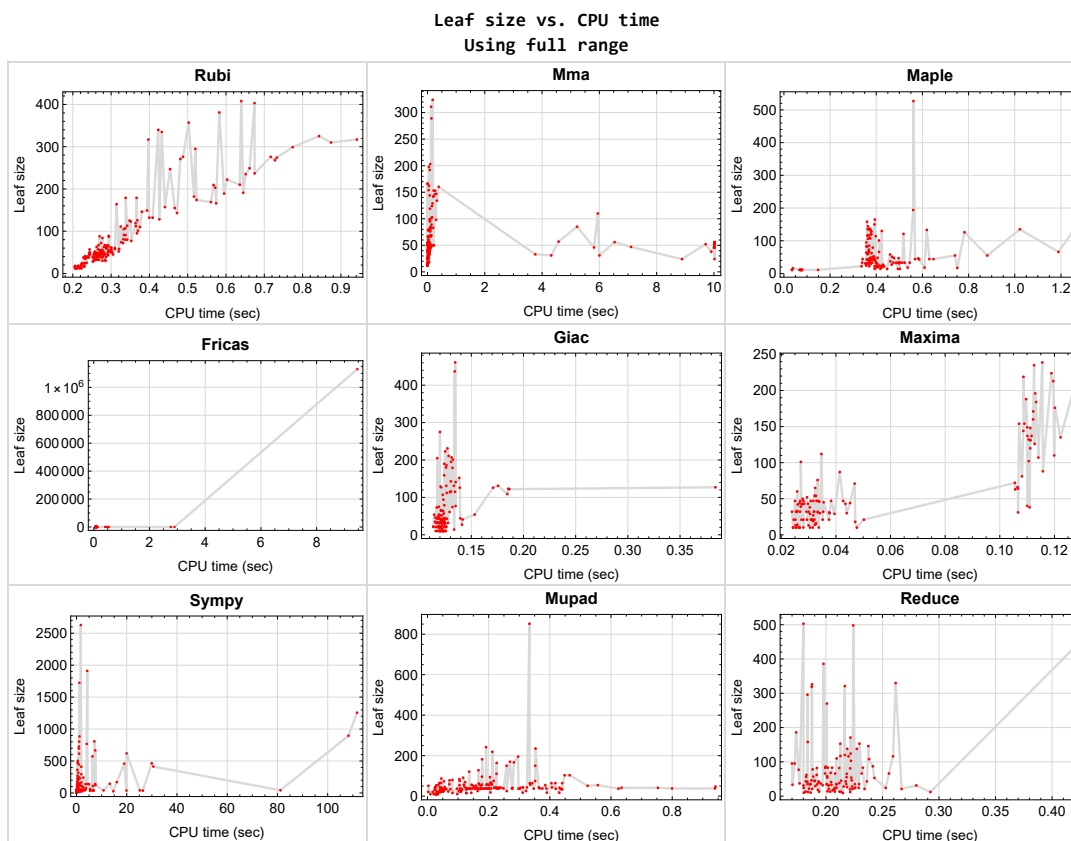 Leaf size vs. CPU time
Using full range
Rubi
Leaf size
400
300
200
100
0
0.2 0.3 0.4 0.5 0.6 0.7 0.8 0.9
CPU time (sec)
Mma
Leaf size
300
250
200
150
100
50
0
0 2 4 6 8 10
CPU time (sec)
Maple
Leaf size
500
400
300
200
100
0
0.0 0.2 0.4 0.6 0.8 1.0 1.2
CPU time (sec)
Fricas
Leaf size
1 × 10⁶
800 000
600 000
400 000
200 000
0
0 2 4 6 8
CPU time (sec)
Giac
Leaf size
400
300
200
100
0
0.15 0.20 0.25 0.30 0.35
CPU time (sec)
Maxima
Leaf size
250
200
150
100
50
0
0.02 0.04 0.06 0.08 0.10 0.12
CPU time (sec)
Sympy
Leaf size
2500
2000
1500
1000
500
0
0 20 40 60 80 100
CPU time (sec)
Mupad
Leaf size
800
600
400
200
0
0.0 0.2 0.4 0.6 0.8
CPU time (sec)
Reduce
Leaf size
500
400
300
200
100
0
0.20 0.25 0.30 0.35 0.40
CPU time (sec)